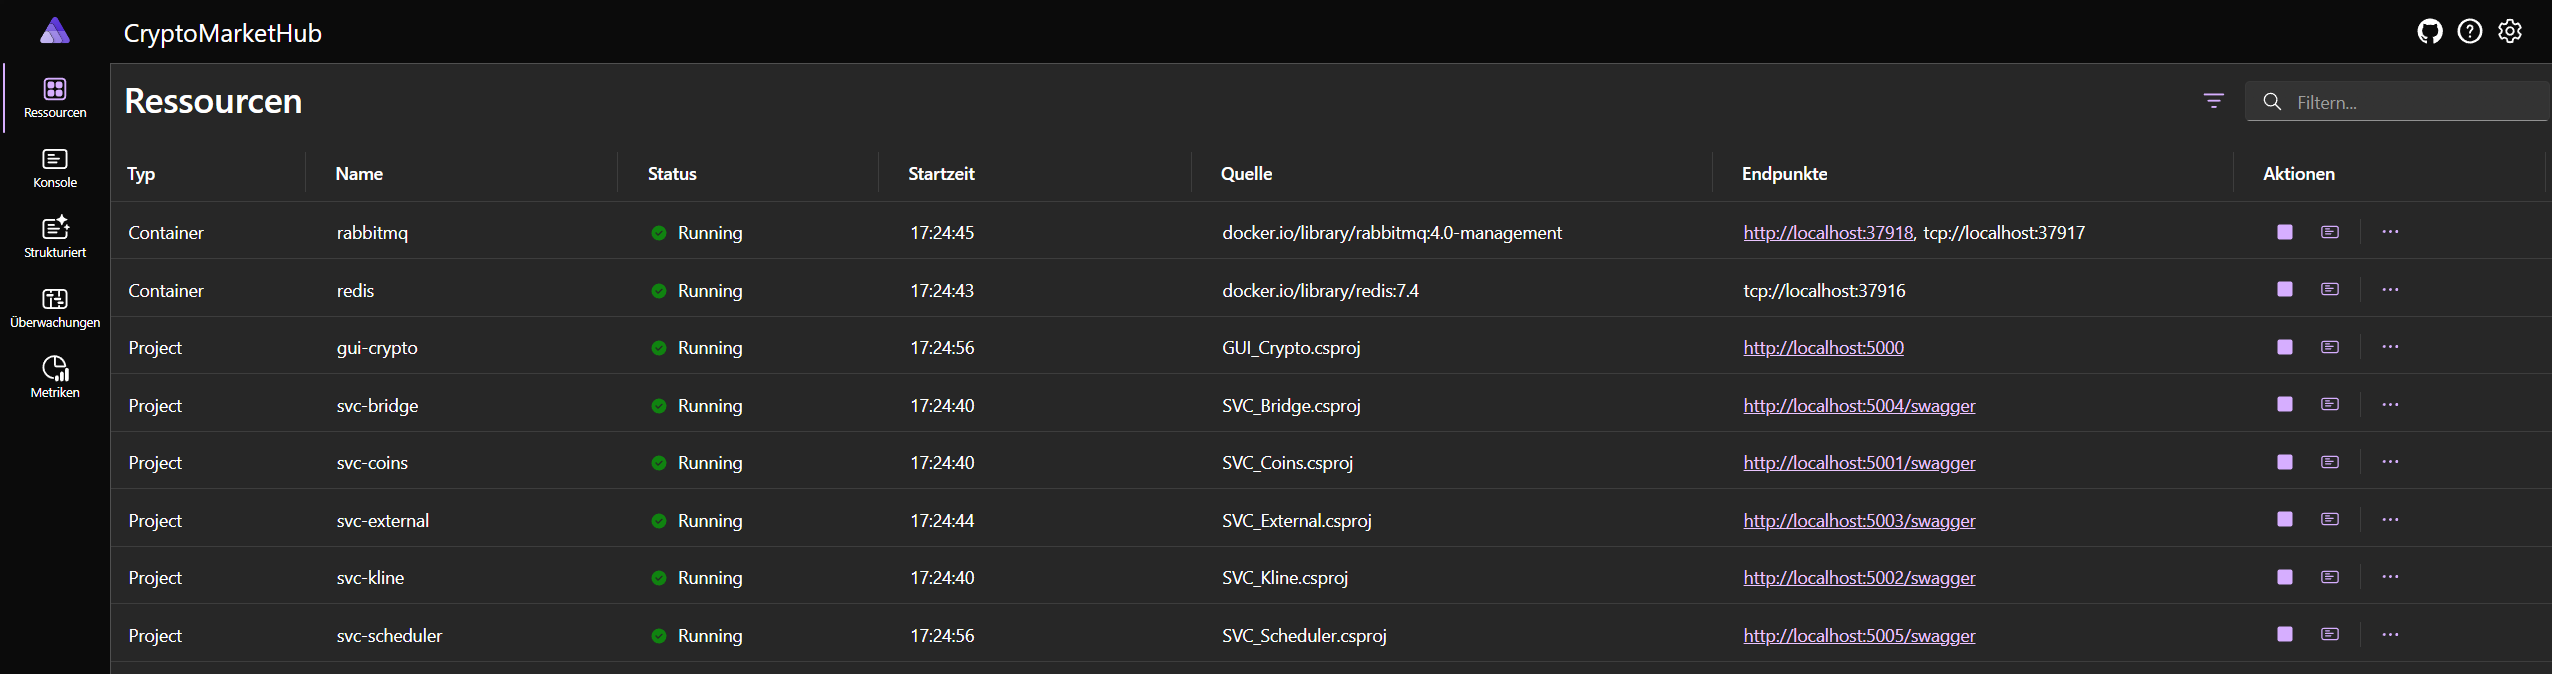 CryptoMarketHub
Ressourcen
Konsole
Strukturiert
Überwachungen
Metriken
Ressourcen
Filtern...
Typ Name Status Startzeit Quelle Endpunkte Aktionen
Container rabbitmq Running 17:24:45 docker.io/library/rabbitmq:4.0-management http://localhost:37918, tcp://localhost:37917
Container redis Running 17:24:43 docker.io/library/redis:7.4 tcp://localhost:37916
Project gui-crypto Running 17:24:56 GUI_Crypto.csproj http://localhost:5000
Project svc-bridge Running 17:24:40 SVC_Bridge.csproj http://localhost:5004/swagger
Project svc-coins Running 17:24:40 SVC_Coins.csproj http://localhost:5001/swagger
Project svc-external Running 17:24:44 SVC_External.csproj http://localhost:5003/swagger
Project svc-kline Running 17:24:40 SVC_Kline.csproj http://localhost:5002/swagger
Project svc-scheduler Running 17:24:56 SVC_Scheduler.csproj http://localhost:5005/swagger